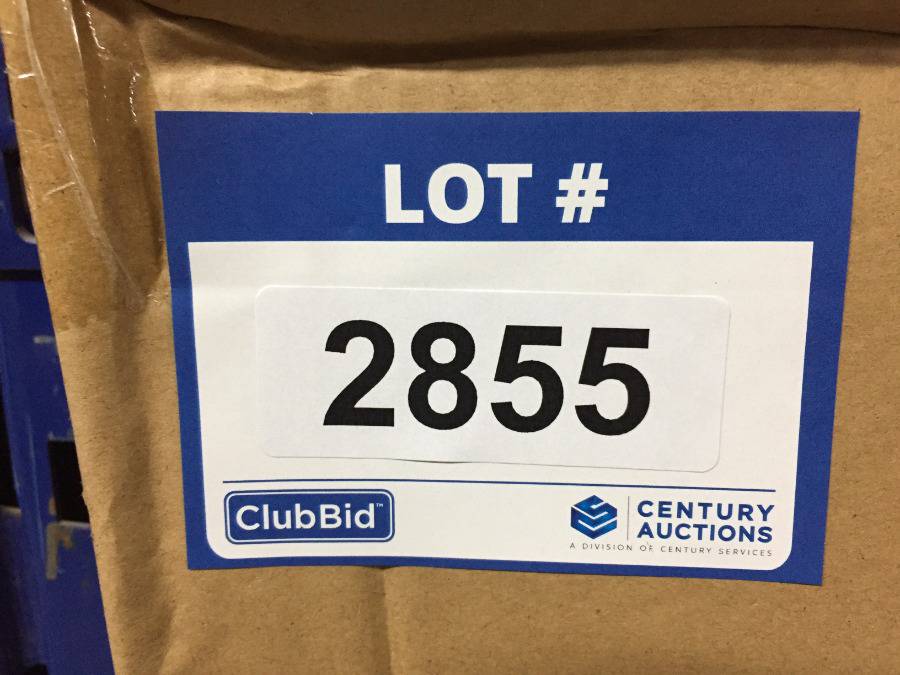 LOT #
2855
ClubBid™
CENTURY
AUCTIONS
A DIVISION OF CENTURY SERVICES